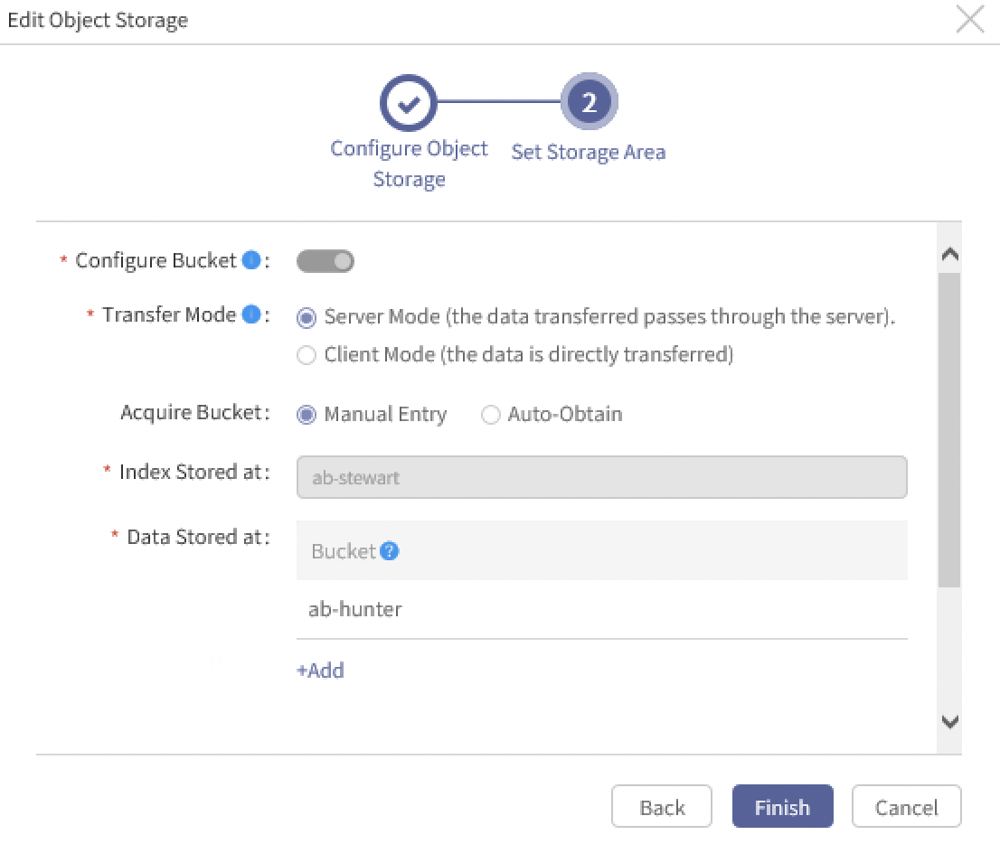 Edit Object Storage
2
Configure Object
Storage
Set Storage Area
* Configure Bucket :
* Transfer Mode : Server Mode (the data transferred passes through the server).
Client Mode (the data is directly transferred)
Acquire Bucket: Manual Entry Auto-Obtain
* Index Stored at: ab-stewart
* Data Stored at: Bucket ?
ab-hunter
+Add
Back Finish Cancel